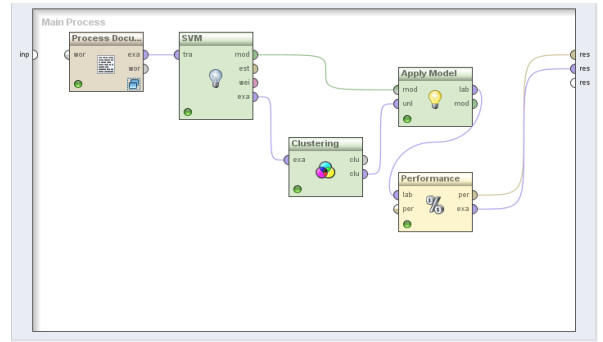 Main Process
inp
Process Docu...
wor exa
wor
SVM
tra mod
est
wei
exa
Clustering
exa clu
clu
Apply Model
mod lab
unl mod
Performance
lab per
per exa
%
res
res
res